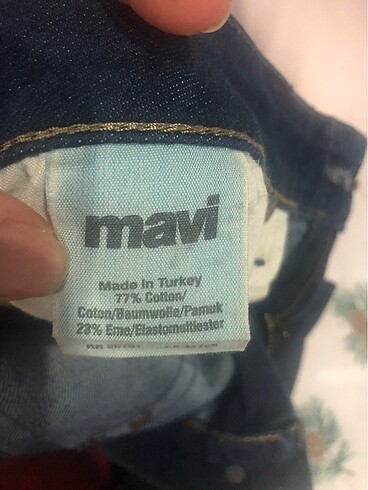 mavi
Made in Turkey
77% Cotton/
Coton/Baumwolle/Pamuk
23% Eme/Elastomultiester